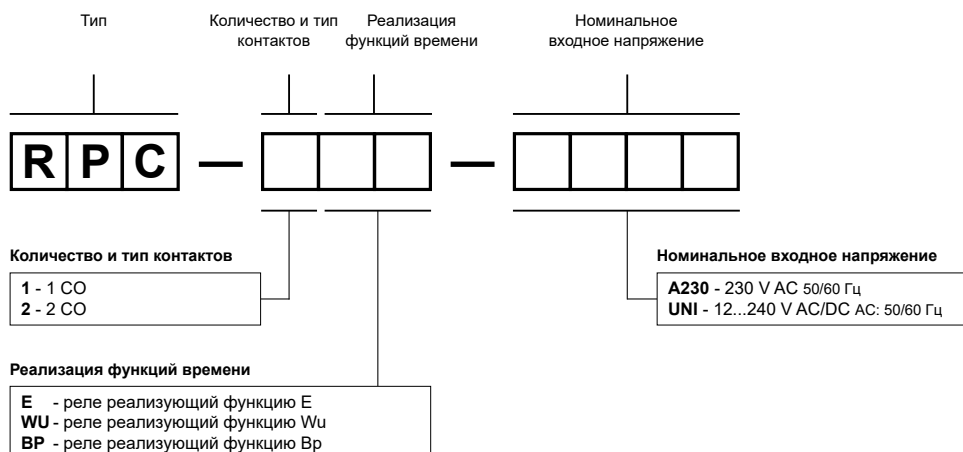 Тип
Количество и тип
контактов
Реализация
функций времени
Номинальное
входное напряжение
RPC — —
Количество и тип контактов
1 - 1 CO
2 - 2 CO
Номинальное входное напряжение
A230 - 230 V AC 50/60 Гц
UNI - 12...240 V AC/DC AC: 50/60 Гц
Реализация функций времени
E - реле реализующий функцию E
WU - реле реализующий функцию Wu
BP - реле реализующий функцию Bp